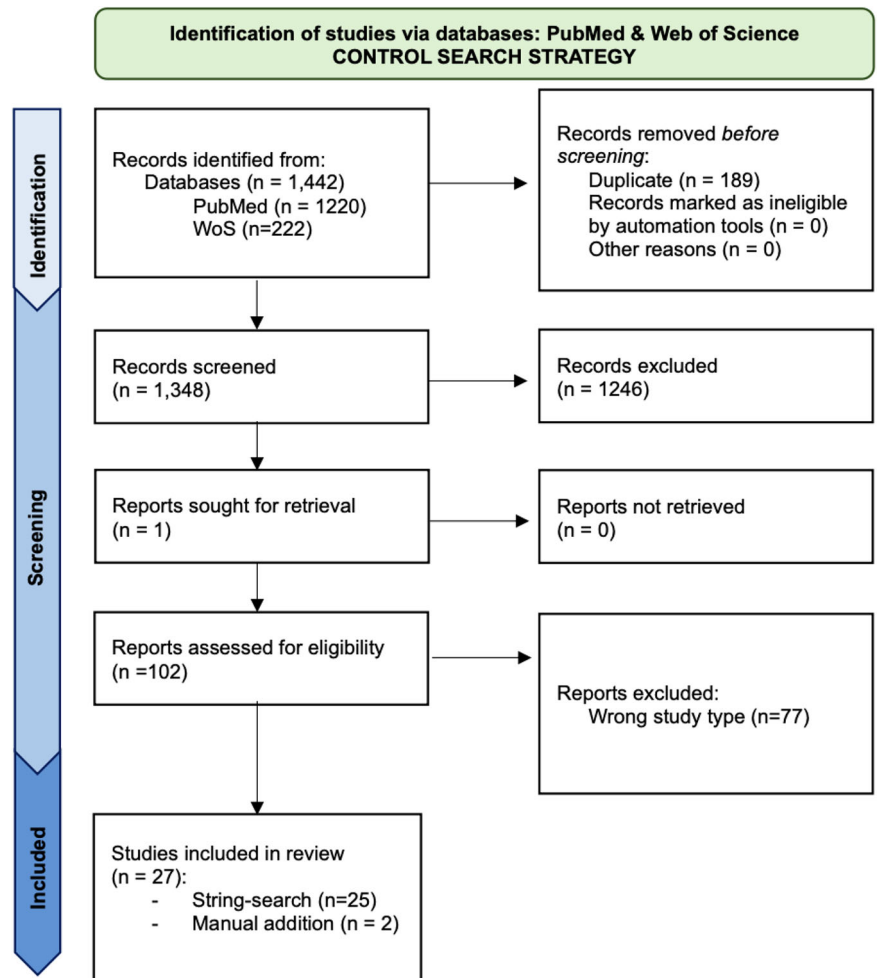 Identification of studies via databases: PubMed & Web of Science
CONTROL SEARCH STRATEGY
Identification
Records identified from:
Databases (n = 1,442)
PubMed (n = 1220)
WoS (n=222)
Records removed before
screening:
Duplicate (n = 189)
Records marked as ineligible
by automation tools (n = 0)
Other reasons (n = 0)
Screening
Records screened
(n = 1,348)
Records excluded
(n = 1246)
Reports sought for retrieval
(n = 1)
Reports not retrieved
(n = 0)
Reports assessed for eligibility
(n =102)
Reports excluded:
Wrong study type (n=77)
Included
Studies included in review
(n = 27):
- String-search (n=25)
- Manual addition (n = 2)